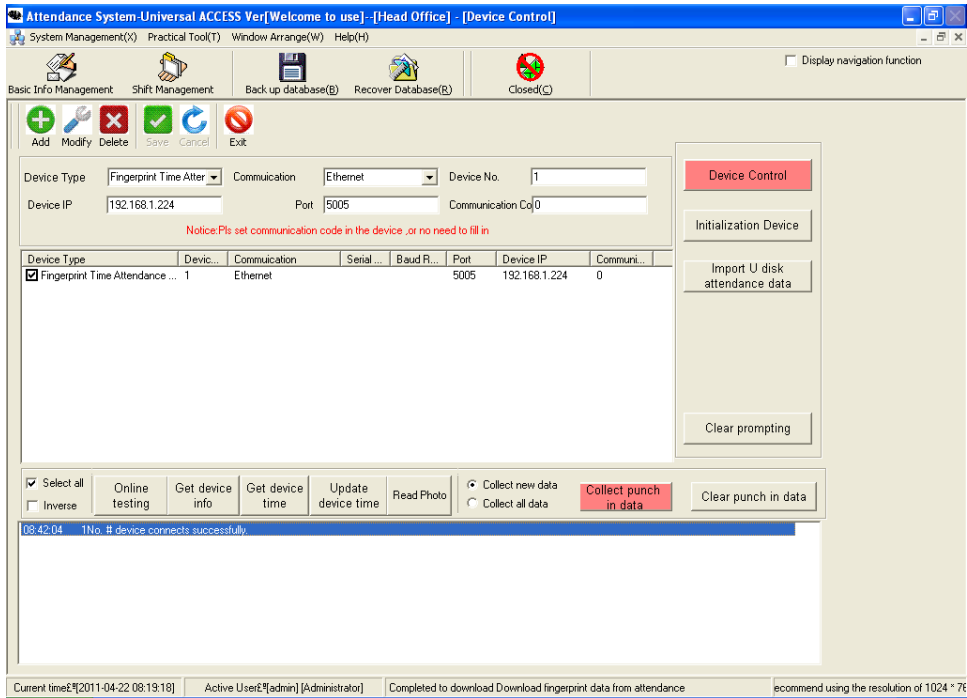 Attendance System-Universal ACCESS Ver[Welcome to use]--[Head Office] - [Device Control]
System Management(X) Practical Tool(T) Window Arrange(W) Help(H)
Display navigation function
Basic Info Management Shift Management Back up database(B) Recover Database(R) Closed(C)
Add Modify Delete Save Cancel Exit
Device Type Fingerprint Time Atter Commuication Ethernet Device No. 1
Device IP 192.168.1.224 Port 5005 Communication Co 0
Notice:Pls set communication code in the device ,or no need to fill in
Device Control
Initialization Device
Import U disk
attendance data
Clear prompting
Device Type Devic... Commuication Serial ... Baud R... Port Device IP Communi...
Fingerprint Time Attendance ... 1 Ethernet 5005 192.168.1.224 0
Select all
Inverse
Online
testing
Get device
info
Get device
time
Update
device time
Read Photo
Collect new data
Collect all data
Collect punch
in data
Clear punch in data
08:42:04 1No. # device connects successfully.
Current time£º[2011-04-22 08:19:18] Active User£º[admin] [Administrator] Completed to download Download fingerprint data from attendance ecommend using the resolution of 1024 * 76